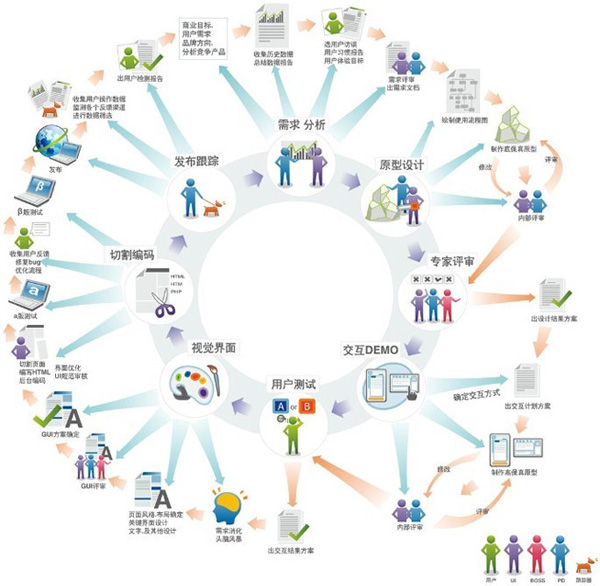 需求 分析
原型设计
专家评审
交互DEMO
用户测试
视觉界面
切割编码
发布跟踪
商业目标,
用户需求
品牌方向,
分析竞争产品
收集历史数据
总结数据报告
选用户访谈
用户习惯报告
用户体验目标
需求评审
出需求文档
绘制使用流程图
制作底保真原型
修改
评审
内部评审
出设计结果方案
确定交互方式
出交互计划方案
制作高保真原型
修改
评审
内部评审
出交互结果方案
需求消化
头脑风暴
页面风格,布局确定
关键界面设计
文字,及其他设计
GUI评审
GUI方案确定
界面优化
UI规范审核
切割页面
编写HTML
后台编码
a版测试
收集用户反馈
修复bug
优化流程
β版测试
发布
收集用户操作数据
监测各个反馈渠道
进行数据筛选
出用户检测报告
HTML
HTM
PHP
A or B
a
β
A
A
A
用户
UI
BOSS
PD
跟踪器